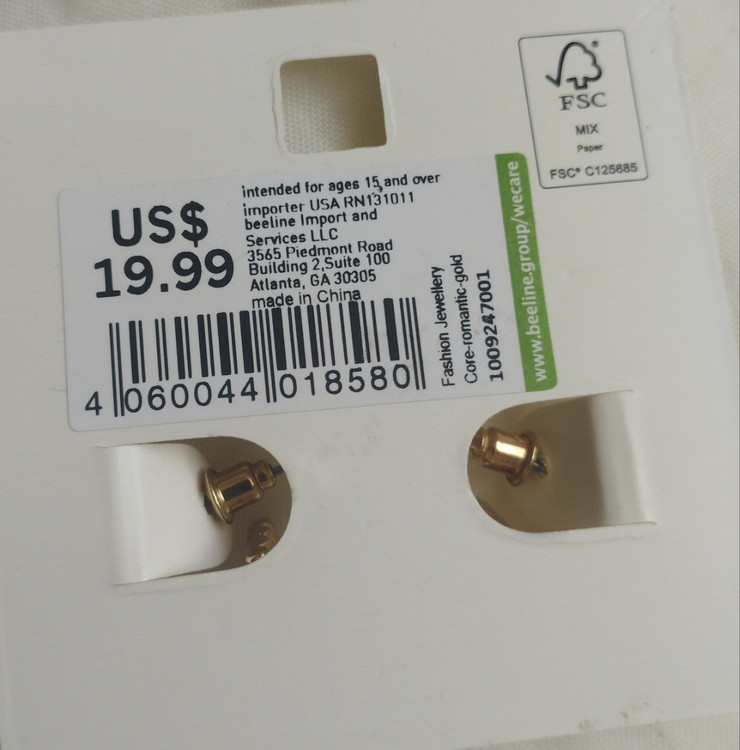 FSC®
MIX
Paper
FSC® C125685
US$
19.99
intended for ages 15 and over
importer USA RN131011
beeline Import and
Services LLC
3565 Piedmont Road
Building 2,Suite 100
Atlanta, GA 30305
made in China
4 060044 018580
Fashion Jewellery
Core-romantic-gold
1009247001
www.beeline.group/wecare